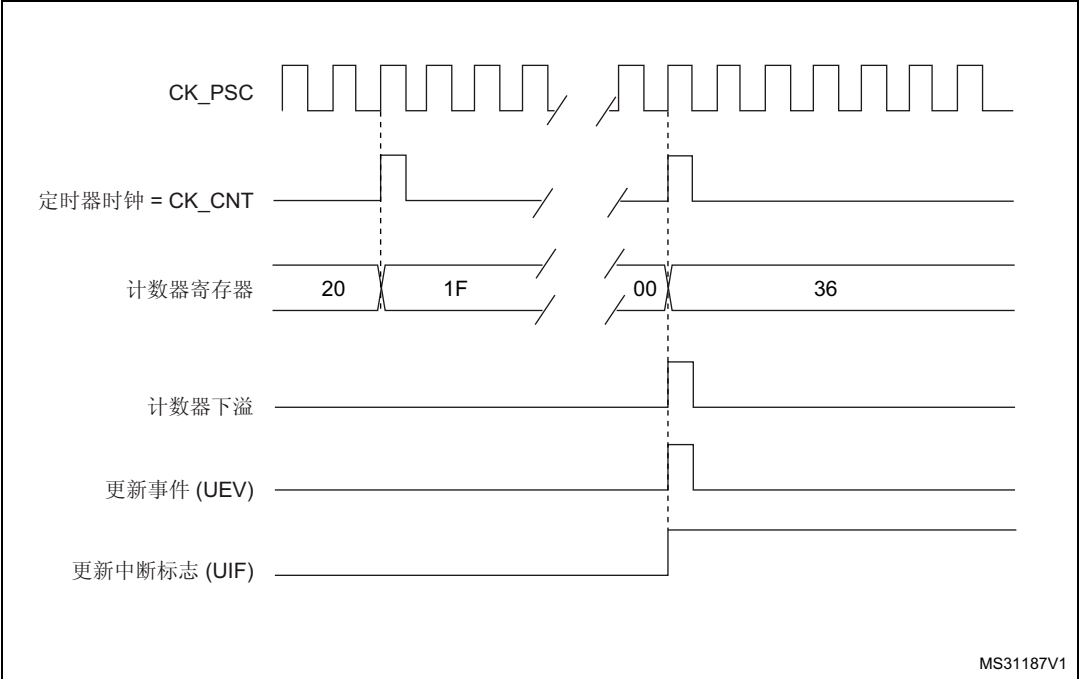 CK_PSC
定时器时钟 = CK_CNT
计数器寄存器 20 1F 00 36
计数器下溢
更新事件 (UEV)
更新中断标志 (UIF)
MS31187V1